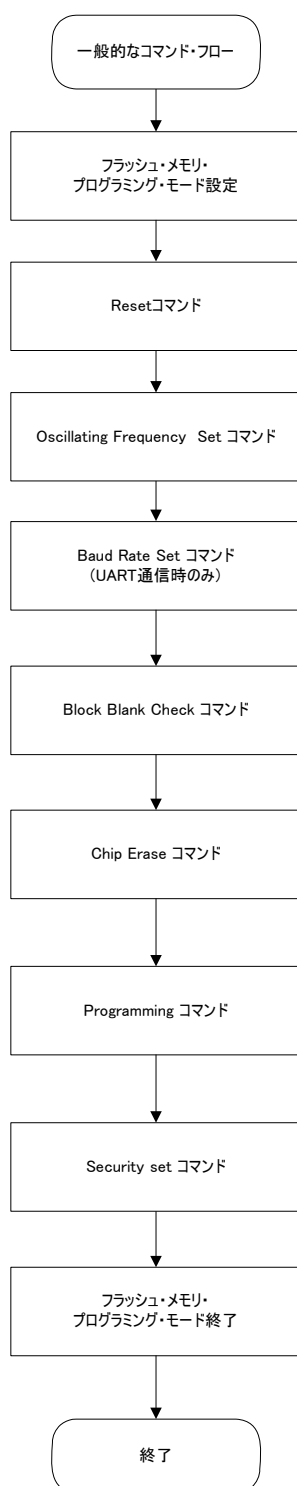 一般的なコマンド・フロー
フラッシュ・メモリ・
プログラミング・モード設定
Resetコマンド
Oscillating Frequency Set コマンド
Baud Rate Set コマンド
(UART通信時のみ)
Block Blank Check コマンド
Chip Erase コマンド
Programming コマンド
Security set コマンド
フラッシュ・メモリ・
プログラミング・モード終了
終了